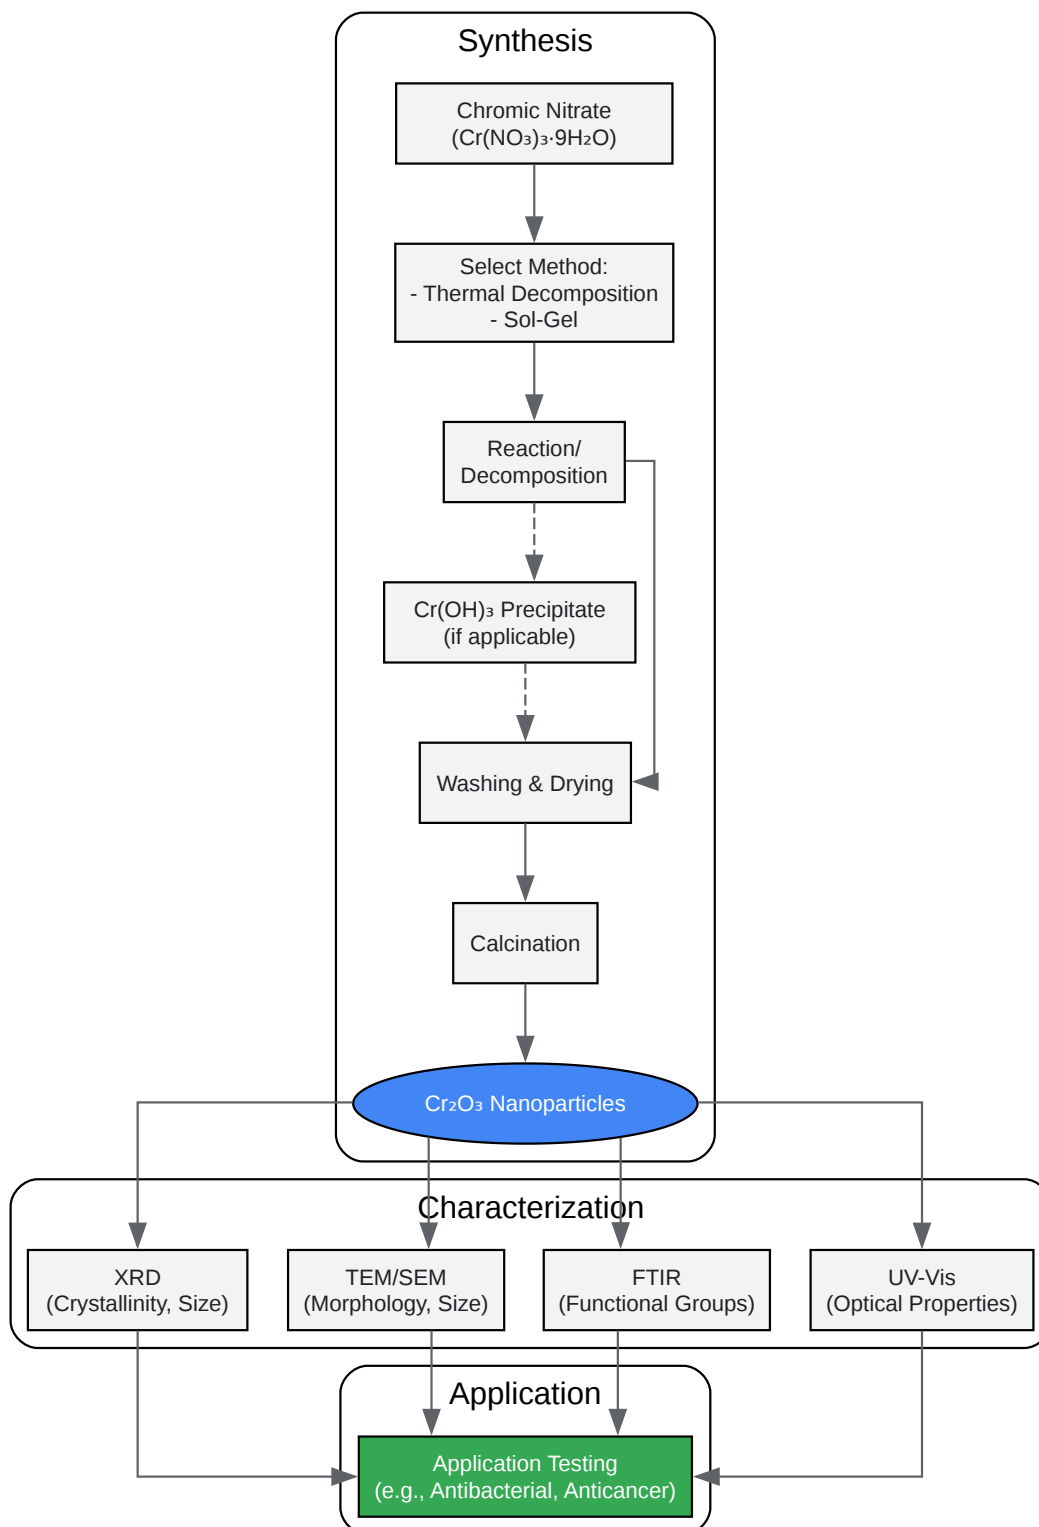 Synthesis
Chromic Nitrate
(Cr(NO₃)₃·9H₂O)
Select Method:
- Thermal Decomposition
- Sol-Gel
Reaction/
Decomposition
Cr(OH)₃ Precipitate
(if applicable)
Washing & Drying
Calcination
Cr₂O₃ Nanoparticles
Characterization
XRD
(Crystallinity, Size)
TEM/SEM
(Morphology, Size)
FTIR
(Functional Groups)
UV-Vis
(Optical Properties)
Application
Application Testing
(e.g., Antibacterial, Anticancer)